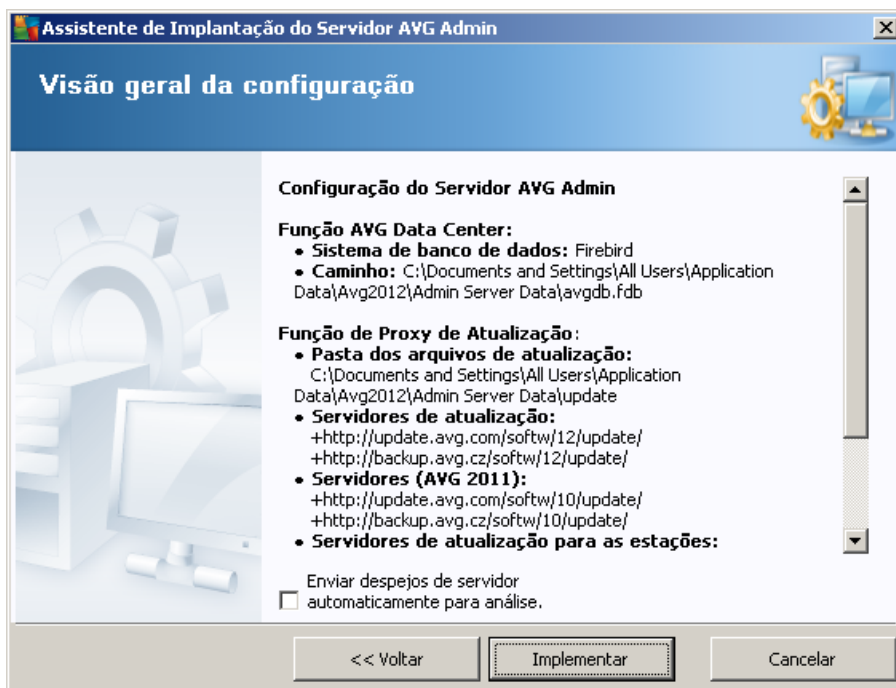 Assistente de Implantação do Servidor AVG Admin
Visão geral da configuração
Configuração do Servidor AVG Admin
Função AVG Data Center:
• Sistema de banco de dados: Firebird
• Caminho: C:\Documents and Settings\All Users\Application
Data\Avg2012\Admin Server Data\avgdb.fdb
Função de Proxy de Atualização:
• Pasta dos arquivos de atualização:
C:\Documents and Settings\All Users\Application
Data\Avg2012\Admin Server Data\update
• Servidores de atualização:
+http://update.avg.com/softw/12/update/
+http://backup.avg.cz/softw/12/update/
• Servidores (AVG 2011):
+http://update.avg.com/softw/10/update/
+http://backup.avg.cz/softw/10/update/
• Servidores de atualização para as estações:
Enviar despejos de servidor
automaticamente para análise.
<< Voltar
Implementar
Cancelar